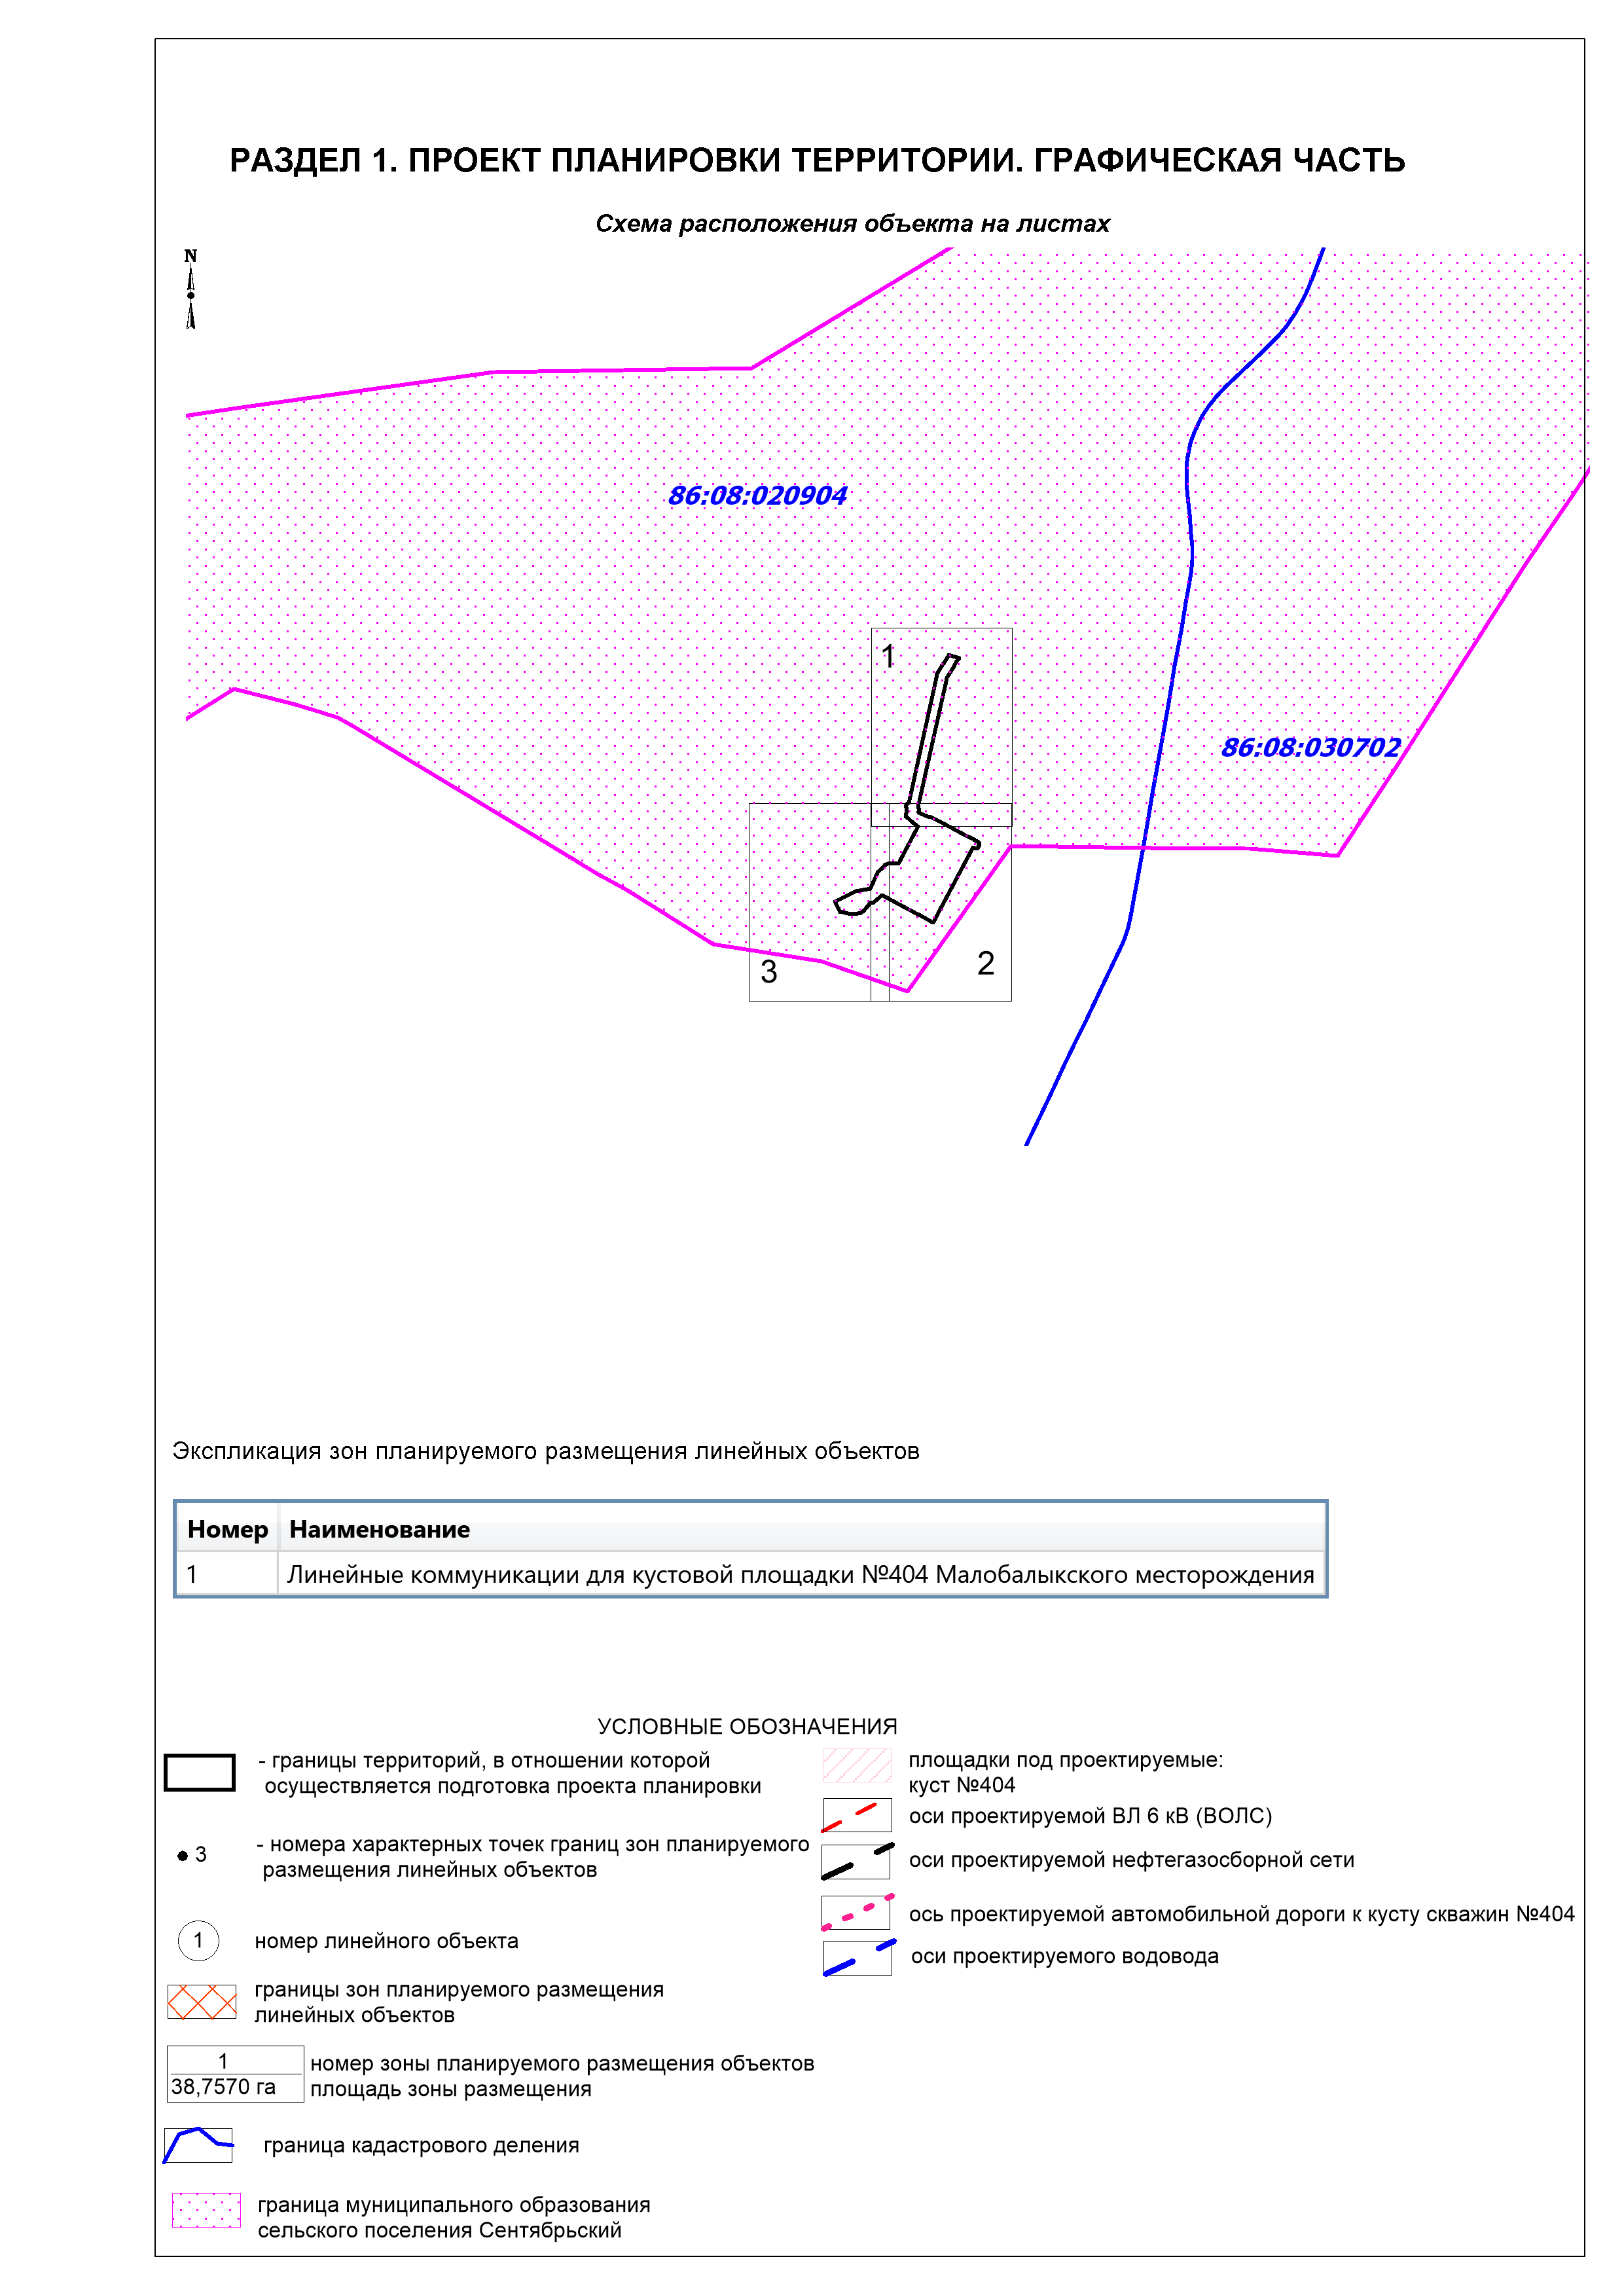 РАЗДЕЛ 1. ПРОЕКТ ПЛАНИРОВКИ ТЕРРИТОРИИ. ГРАФИЧЕСКАЯ ЧАСТЬ
Схема расположения объекта на листах
N
86:08:020904
1
86:08:030702
2
3
Экспликация зон планируемого размещения линейных объектов
Номер Наименование
1 Линейные коммуникации для кустовой площадки №404 Малобалыкского месторождения
УСЛОВНЫЕ ОБОЗНАЧЕНИЯ
- границы территорий, в отношении которой
осуществляется подготовка проекта планировки
3 - номера характерных точек границ зон планируемого
размещения линейных объектов
1 номер линейного объекта
границы зон планируемого размещения
линейных объектов
1 номер зоны планируемого размещения объектов
38,7570 га площадь зоны размещения
граница кадастрового деления
граница муниципального образования
сельского поселения Сентябрьский
площадки под проектируемые:
куст №404
оси проектируемой ВЛ 6 кВ (ВОЛС)
оси проектируемой нефтегазосборной сети
ось проектируемой автомобильной дороги к кусту скважин №404
оси проектируемого водовода